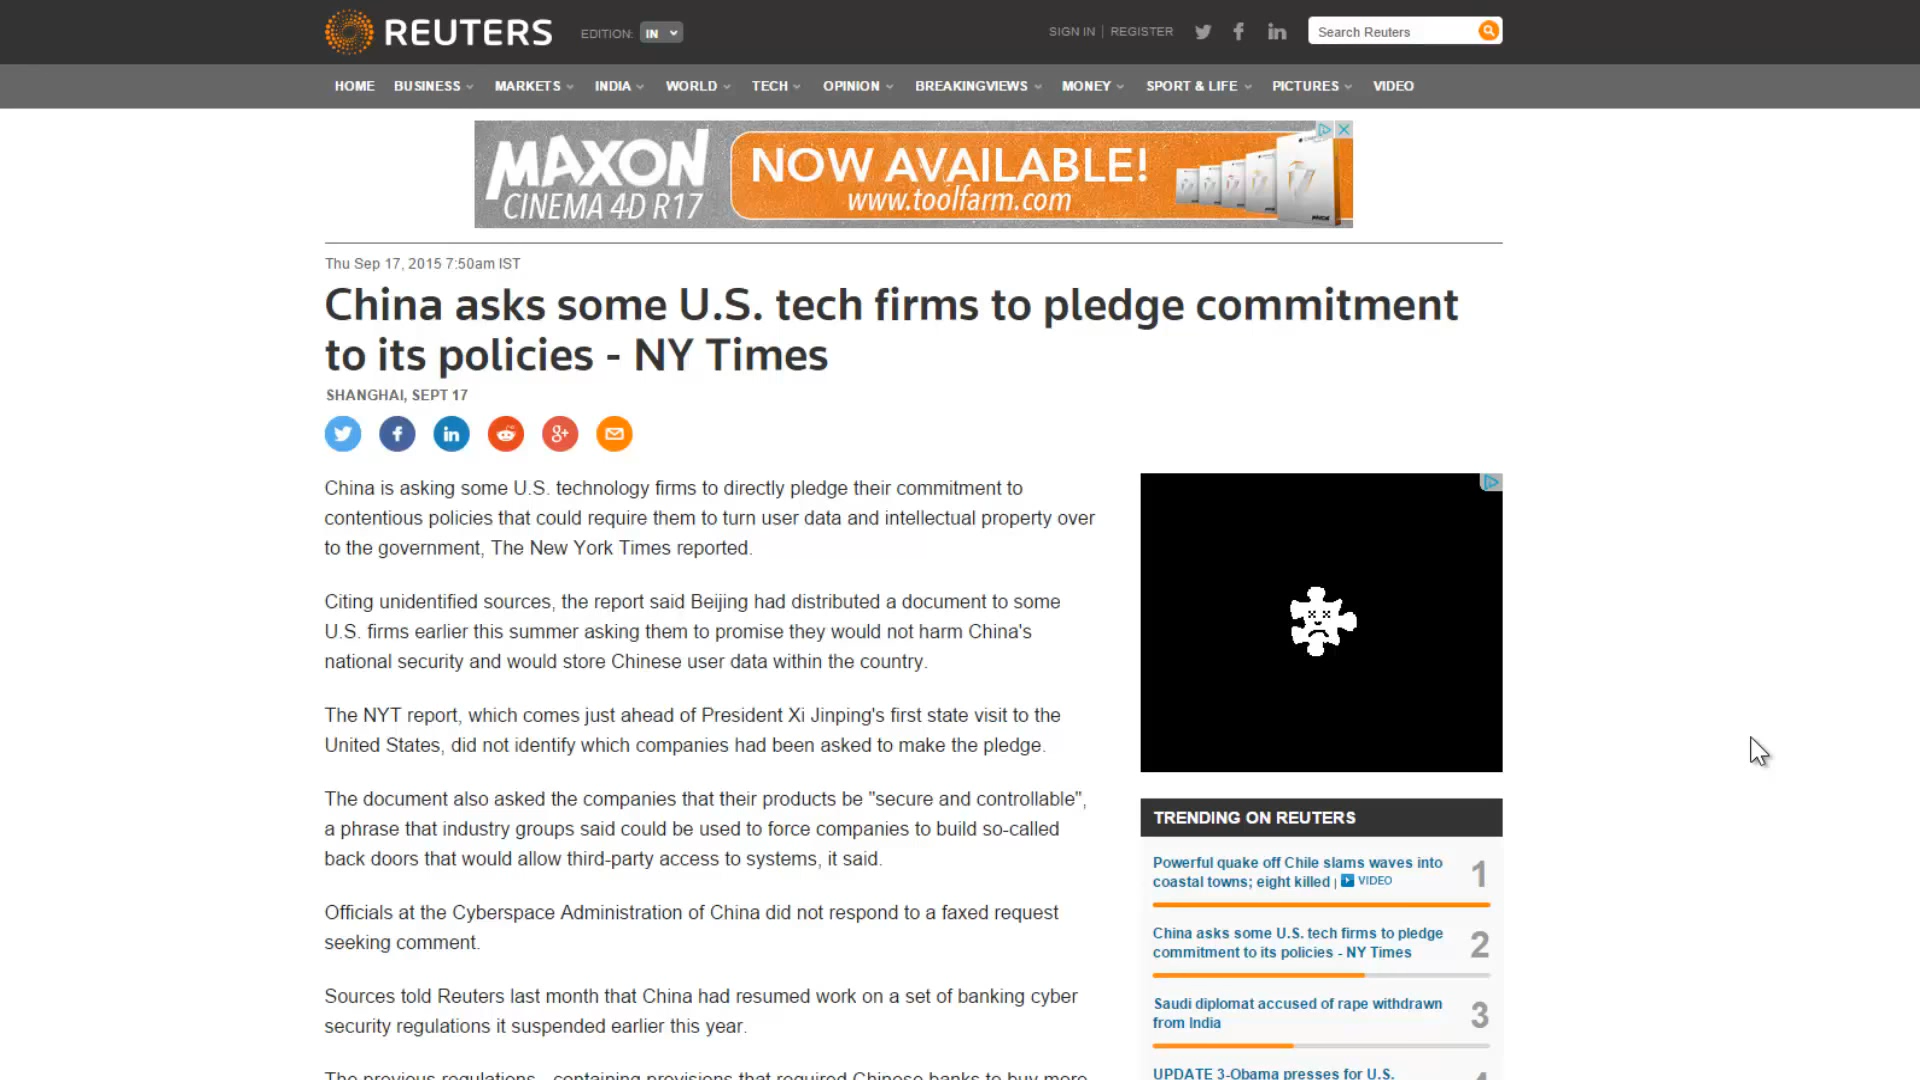 REUTERS
EDITION: IN
SIGN IN | REGISTER
Search Reuters
HOME BUSINESS MARKETS INDIA WORLD TECH OPINION BREAKINGVIEWS MONEY SPORT & LIFE PICTURES VIDEO
MAXON
CINEMA 4D R17
NOW AVAILABLE!
www.toolfarm.com
Thu Sep 17, 2015 7:50am IST
China asks some U.S. tech firms to pledge commitment
to its policies - NY Times
SHANGHAI, SEPT 17
China is asking some U.S. technology firms to directly pledge their commitment to
contentious policies that could require them to turn user data and intellectual property over
to the government, The New York Times reported.
Citing unidentified sources, the report said Beijing had distributed a document to some
U.S. firms earlier this summer asking them to promise they would not harm China's
national security and would store Chinese user data within the country.
The NYT report, which comes just ahead of President Xi Jinping's first state visit to the
United States, did not identify which companies had been asked to make the pledge.
The document also asked the companies that their products be "secure and controllable",
a phrase that industry groups said could be used to force companies to build so-called
back doors that would allow third-party access to systems, it said.
Officials at the Cyberspace Administration of China did not respond to a faxed request
seeking comment.
Sources told Reuters last month that China had resumed work on a set of banking cyber
security regulations it suspended earlier this year.
The previous regulations - containing provisions that required Chinese banks to buy more
TRENDING ON REUTERS
Powerful quake off Chile slams waves into
coastal towns; eight killed | VIDEO
1
China asks some U.S. tech firms to pledge
commitment to its policies - NY Times
2
Saudi diplomat accused of rape withdrawn
from India
3
UPDATE 3-Obama presses for U.S.
4